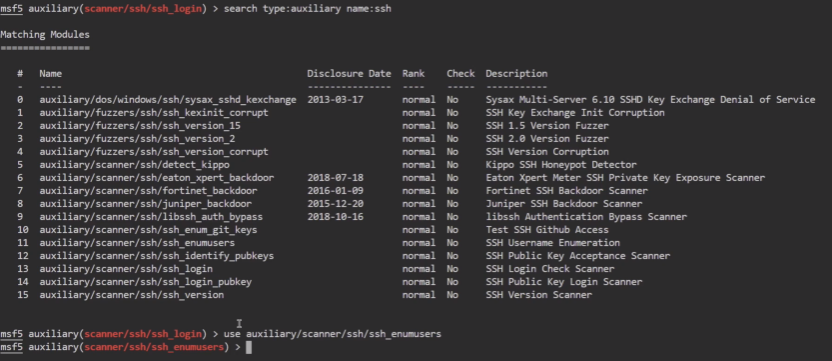 msf5 auxiliary(scanner/ssh/ssh_login) > search type:auxiliary name:ssh
Matching Modules
================
# Name Disclosure Date Rank Check Description
- ---- --------------- ---- ----- -----------
0 auxiliary/dos/windows/ssh/sysax_sshd_kexchange 2013-03-17 normal No Sysax Multi-Server 6.10 SSHD Key Exchange Denial of Service
1 auxiliary/fuzzers/ssh/ssh_kexinit_corrupt normal No SSH Key Exchange Init Corruption
2 auxiliary/fuzzers/ssh/ssh_version_15 normal No SSH 1.5 Version Fuzzer
3 auxiliary/fuzzers/ssh/ssh_version_2 normal No SSH 2.0 Version Fuzzer
4 auxiliary/fuzzers/ssh/ssh_version_corrupt normal No SSH Version Corruption
5 auxiliary/scanner/ssh/detect_kippo normal No Kippo SSH Honeypot Detector
6 auxiliary/scanner/ssh/eaton_xpert_backdoor 2018-07-18 normal No Eaton Xpert Meter SSH Private Key Exposure Scanner
7 auxiliary/scanner/ssh/fortinet_backdoor 2016-01-09 normal No Fortinet SSH Backdoor Scanner
8 auxiliary/scanner/ssh/juniper_backdoor 2015-12-20 normal No Juniper SSH Backdoor Scanner
9 auxiliary/scanner/ssh/libssh_auth_bypass 2018-10-16 normal No libssh Authentication Bypass Scanner
10 auxiliary/scanner/ssh/ssh_enum_git_keys normal No Test SSH Github Access
11 auxiliary/scanner/ssh/ssh_enumusers normal No SSH Username Enumeration
12 auxiliary/scanner/ssh/ssh_identify_pubkeys normal No SSH Public Key Acceptance Scanner
13 auxiliary/scanner/ssh/ssh_login normal No SSH Login Check Scanner
14 auxiliary/scanner/ssh/ssh_login_pubkey normal No SSH Public Key Login Scanner
15 auxiliary/scanner/ssh/ssh_version normal No SSH Version Scanner
msf5 auxiliary(scanner/ssh/ssh_login) > use auxiliary/scanner/ssh/ssh_enumusers
msf5 auxiliary(scanner/ssh/ssh_enumusers) >